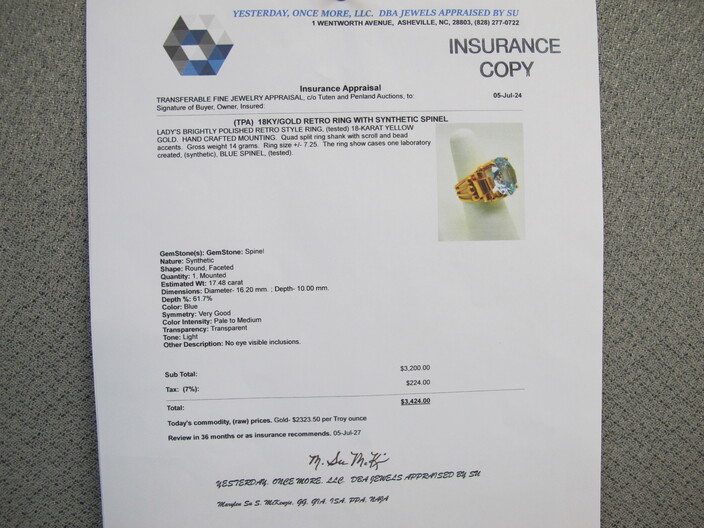 YESTERDAY, ONCE MORE, LLC. DBA JEWELS APPRAISED BY SU
1 WENTWORTH AVENUE, ASHEVILLE, NC, 28803, (828) 277-0722
INSURANCE
COPY
Insurance Appraisal
TRANSFERABLE FINE JEWELRY APPRAISAL, c/o Tuten and Penland Auctions, to:
05-Jul-24
Signature of Buyer, Owner, Insured:
(TPA) 18KY/GOLD RETRO RING WITH SYNTHETIC SPINEL
LADY'S BRIGHTLY POLISHED RETRO STYLE RING, (tested) 18-KARAT YELLOW
GOLD. HAND CRAFTED MOUNTING. Quad split ring shank with scroll and bead
accents. Gross weight 14 grams. Ring size +/- 7.25. The ring show cases one laboratory
created, (synthetic), BLUE SPINEL, (tested).
GemStone(s): GemStone: Spinel
Nature: Synthetic
Shape: Round, Faceted
Quantity: 1, Mounted
Estimated Wt: 17.48 carat
Dimensions: Diameter- 16.20 mm. ; Depth- 10.00 mm.
Depth %: 61.7%
Color: Blue
Symmetry: Very Good
Color Intensity: Pale to Medium
Transparency: Transparent
Tone: Light
Other Description: No eye visible inclusions.
Sub Total: $3,200.00
Tax: (7%): $224.00
Total: $3,424.00
Today's commodity, (raw) prices. Gold- $2323.50 per Troy ounce
Review in 36 months or as insurance recommends. 05-Jul-27
YESTERDAY, ONCE MORE, LLC. DBA JEWELS APPRAISED BY SU
Marylou Su S. McKenzie, GG, GIA, ISA, PPA, NAJA